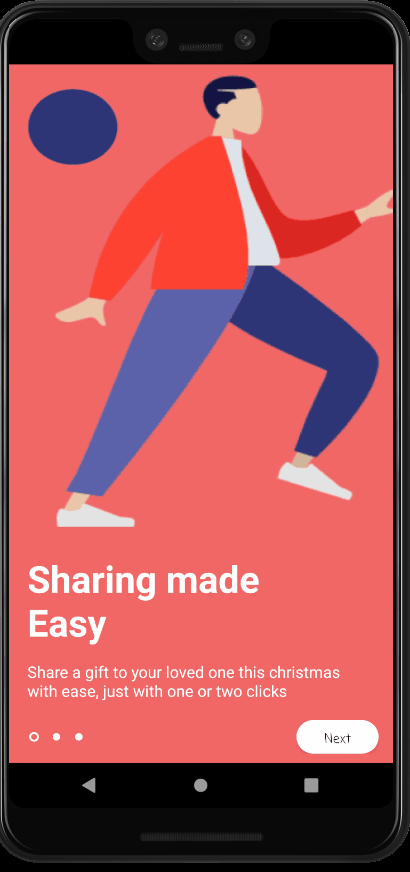 Sharing made
Easy
Share a gift to your loved one this christmas
with ease, just with one or two clicks
Next